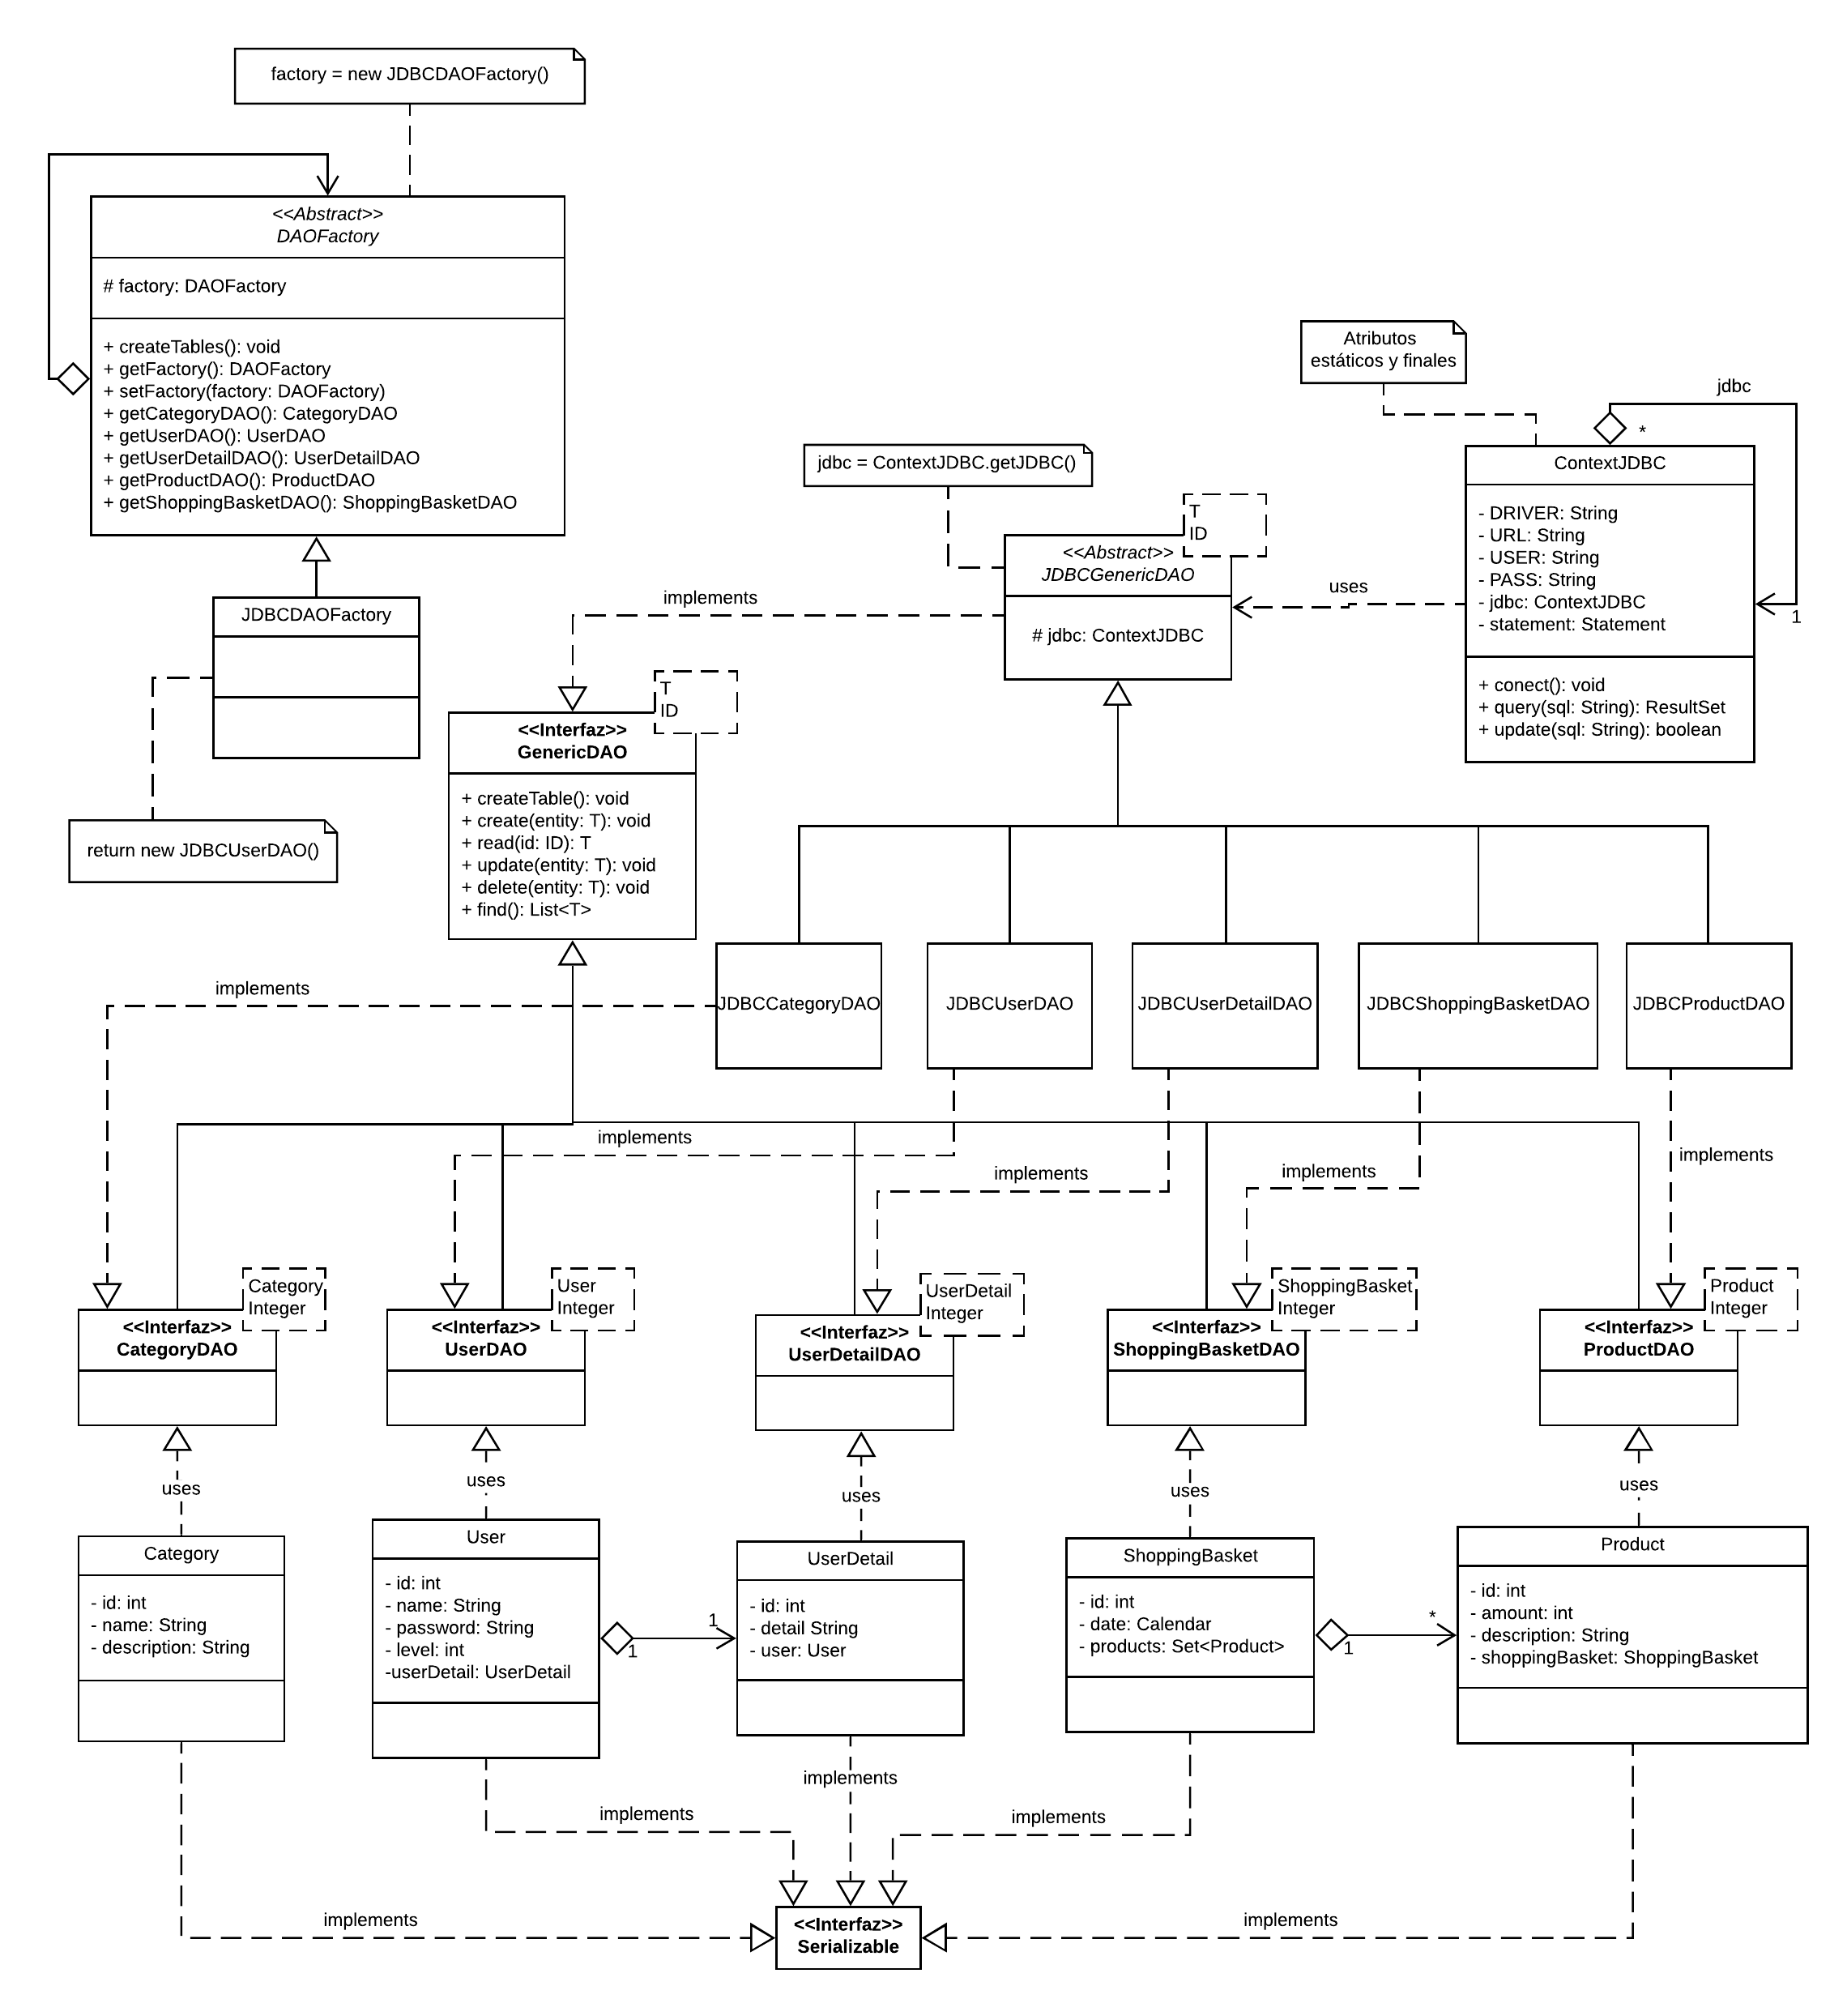 factory = new JDBCDAOFactory()
<<Abstract>>
DAOFactory
# factory: DAOFactory
+ createTables(): void
+ getFactory(): DAOFactory
+ setFactory(factory: DAOFactory)
+ getCategoryDAO(): CategoryDAO
+ getUserDAO(): UserDAO
+ getUserDetailDAO(): UserDetailDAO
+ getProductDAO(): ProductDAO
+ getShoppingBasketDAO(): ShoppingBasketDAO
JDBCDAOFactory
return new JDBCUserDAO()
Atributos
estáticos y finales
jdbc
*
1
ContextJDBC
- DRIVER: String
- URL: String
- USER: String
- PASS: String
- jdbc: ContextJDBC
- statement: Statement
+ conect(): void
+ query(sql: String): ResultSet
+ update(sql: String): boolean
uses
jdbc = ContextJDBC.getJDBC()
T
ID
<<Abstract>>
JDBCGenericDAO
# jdbc: ContextJDBC
implements
T
ID
<<Interfaz>>
GenericDAO
+ createTable(): void
+ create(entity: T): void
+ read(id: ID): T
+ update(entity: T): void
+ delete(entity: T): void
+ find(): List<T>
JDBCCategoryDAO
JDBCUserDAO
JDBCUserDetailDAO
JDBCShoppingBasketDAO
JDBCProductDAO
implements
implements
implements
implements
implements
Category
Integer
<<Interfaz>>
CategoryDAO
User
Integer
<<Interfaz>>
UserDAO
UserDetail
Integer
<<Interfaz>>
UserDetailDAO
ShoppingBasket
Integer
<<Interfaz>>
ShoppingBasketDAO
Product
Integer
<<Interfaz>>
ProductDAO
uses
uses
uses
uses
uses
Category
- id: int
- name: String
- description: String
User
- id: int
- name: String
- password: String
- level: int
-userDetail: UserDetail
1
1
UserDetail
- id: int
- detail String
- user: User
ShoppingBasket
- id: int
- date: Calendar
- products: Set<Product>
1
*
Product
- id: int
- amount: int
- description: String
- shoppingBasket: ShoppingBasket
implements
implements
implements
implements
implements
<<Interfaz>>
Serializable